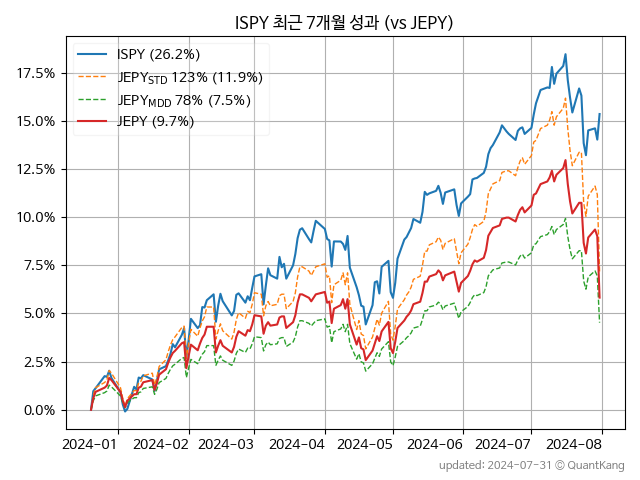 ISPY 최근 7개월 성과 (vs JEPY)
ISPY (26.2%)
JEPYSTD 123% (11.9%)
JEPYMDD 78% (7.5%)
JEPY (9.7%)
17.5%
15.0%
12.5%
10.0%
7.5%
5.0%
2.5%
0.0%
2024-01 2024-02 2024-03 2024-04 2024-05 2024-06 2024-07 2024-08
updated: 2024-07-31 © QuantKang